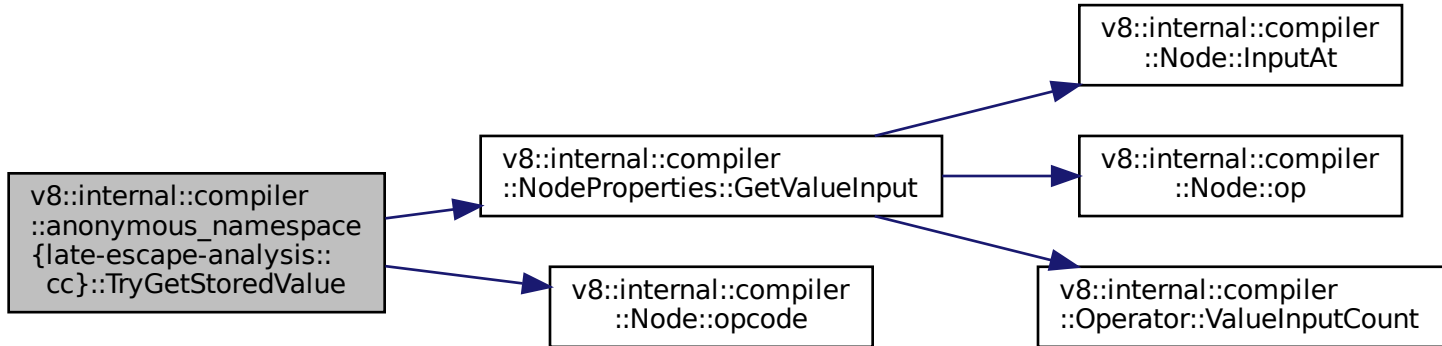 v8::internal::compiler
::anonymous_namespace
{late-escape-analysis::
cc}::TryGetStoredValue
v8::internal::compiler
::NodeProperties::GetValueInput
v8::internal::compiler
::Node::InputAt
v8::internal::compiler
::Node::op
v8::internal::compiler
::Operator::ValueInputCount
v8::internal::compiler
::Node::opcode